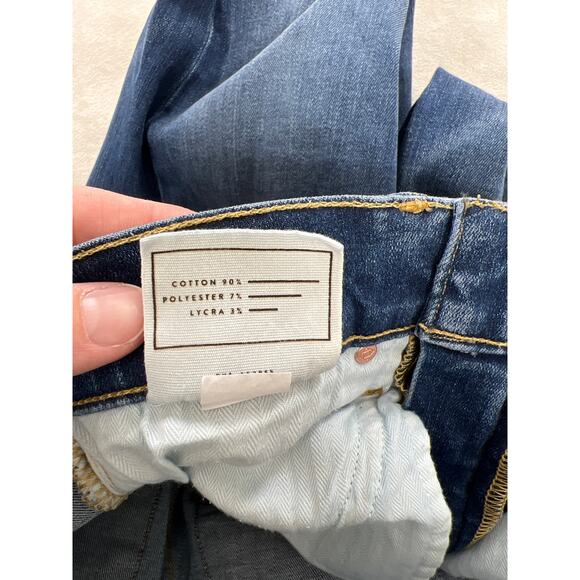 COTTON 90%
POLYESTER 7%
LYCRA 3%